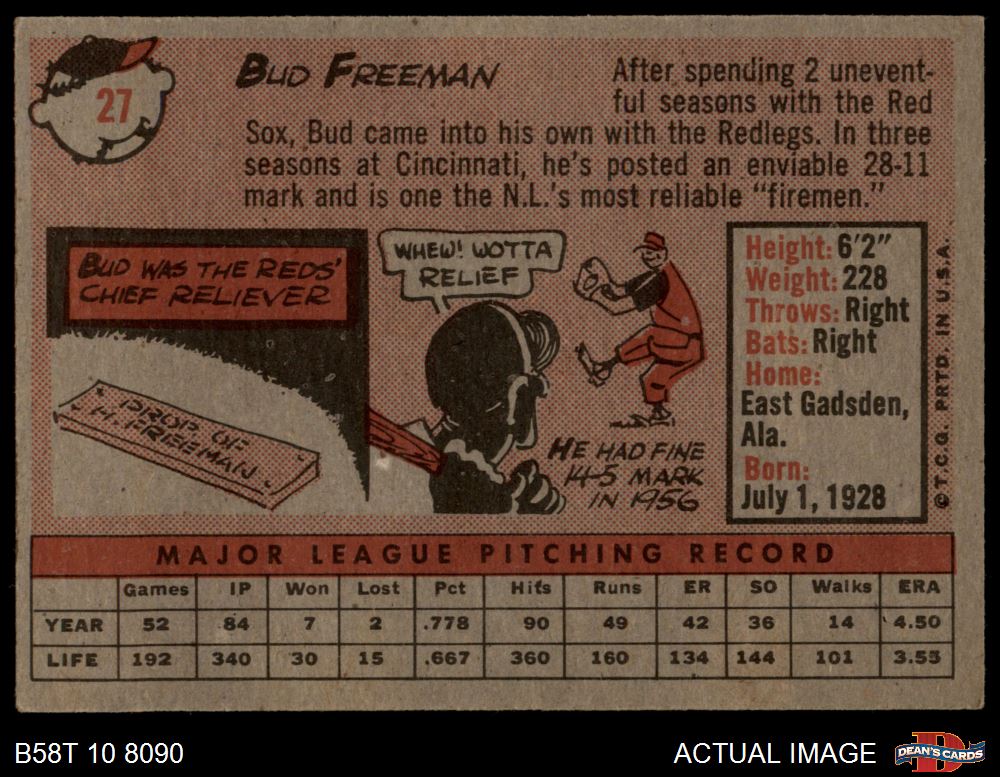 27
BUD FREEMAN
After spending 2 unevent-
ful seasons with the Red
Sox, Bud came into his own with the Redlegs. In three
seasons at Cincinnati, he's posted an enviable 28-11
mark and is one the N.L.'s most reliable "firemen."
BUD WAS THE REDS'
CHIEF RELIEVER
PROP OF
H. FREEMAN
WHEW! WOTTA
RELIEF
HE HAD FINE
14-5 MARK
IN 1956
Height: 6'2"
Weight: 228
Throws: Right
Bats: Right
Home:
East Gadsden,
Ala.
Born:
July 1, 1928
© T.C.G. PRTD. IN U.S.A.
MAJOR LEAGUE PITCHING RECORD
Games IP Won Lost Pct Hits Runs ER SO Walks ERA
YEAR 52 84 7 2 .778 90 49 42 36 14 4.50
LIFE 192 340 30 15 .667 360 160 134 144 101 3.55
B58T 10 8090
ACTUAL IMAGE
D
DEAN'S CARDS